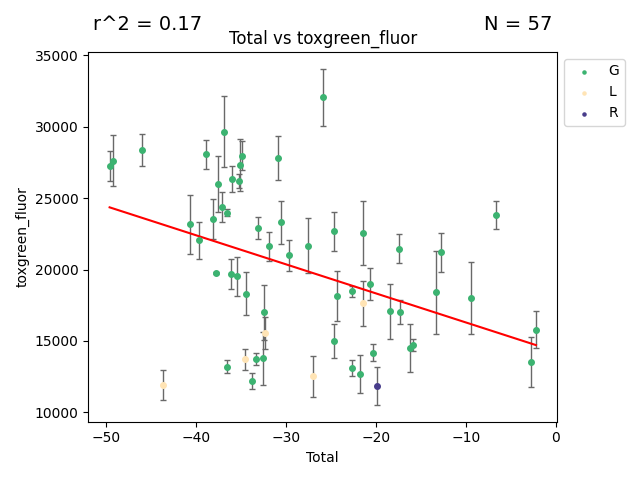 r^2 = 0.17
N = 57
Total vs toxgreen_fluor
35000
30000
25000
20000
15000
10000
toxgreen_fluor
−50
−40
−30
−20
−10
0
Total
G
L
R